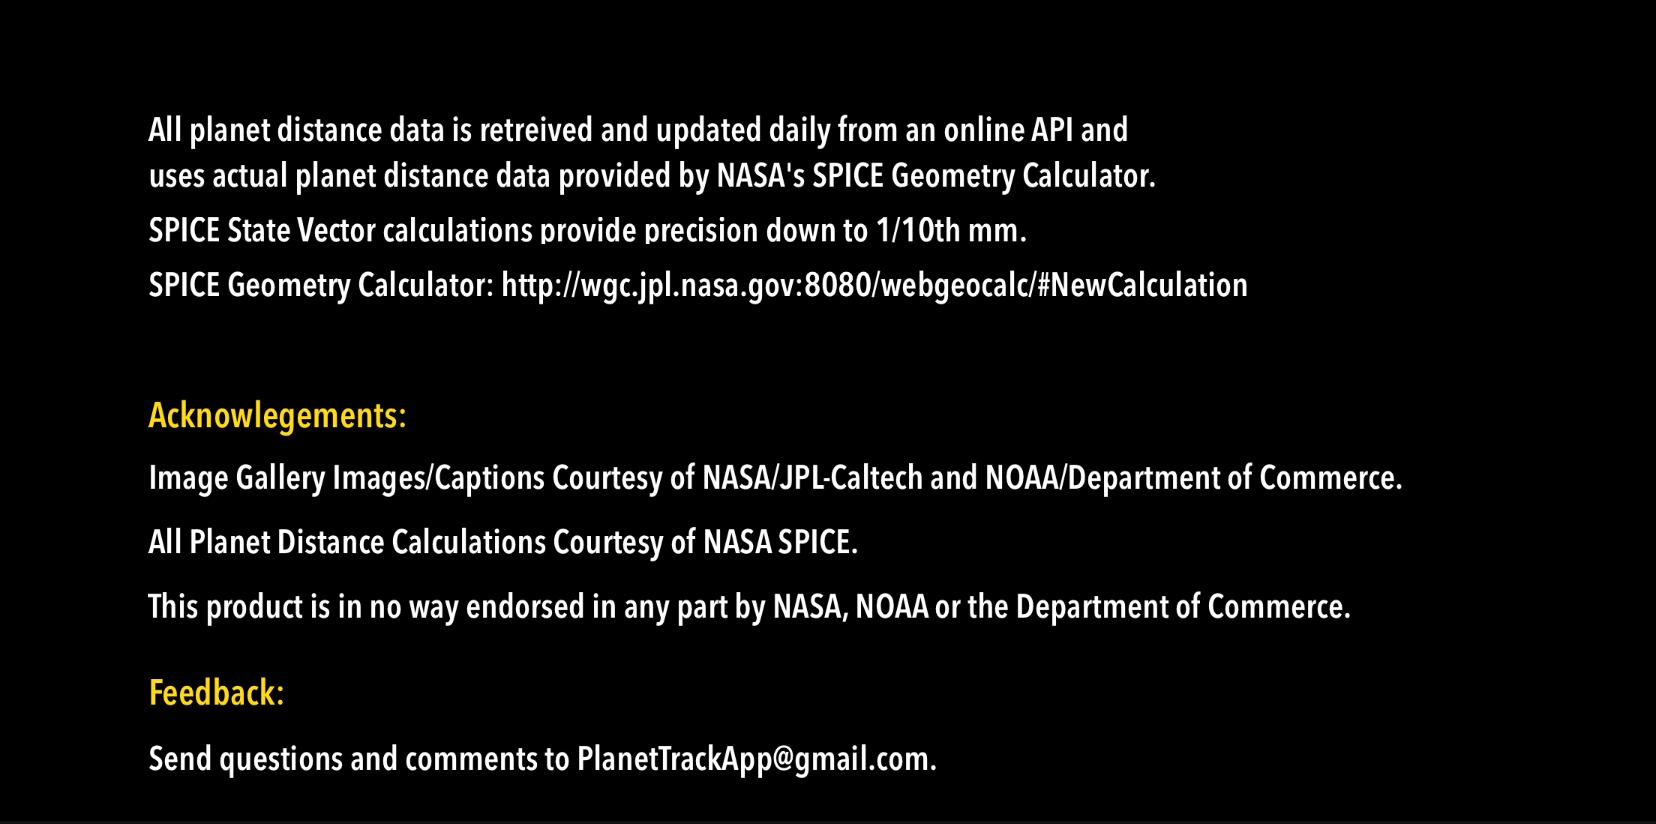 All planet distance data is retreived and updated daily from an online API and
uses actual planet distance data provided by NASA's SPICE Geometry Calculator.
SPICE State Vector calculations provide precision down to 1/10th mm.
SPICE Geometry Calculator: http://wgc.jpl.nasa.gov:8080/webgeocalc/#NewCalculation
Acknowlegements:
Image Gallery Images/Captions Courtesy of NASA/JPL-Caltech and NOAA/Department of Commerce.
All Planet Distance Calculations Courtesy of NASA SPICE.
This product is in no way endorsed in any part by NASA, NOAA or the Department of Commerce.
Feedback:
Send questions and comments to PlanetTrackApp@gmail.com.